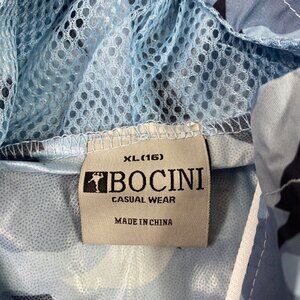 XL(16)
BOCINI
CASUAL WEAR
MADE IN CHINA